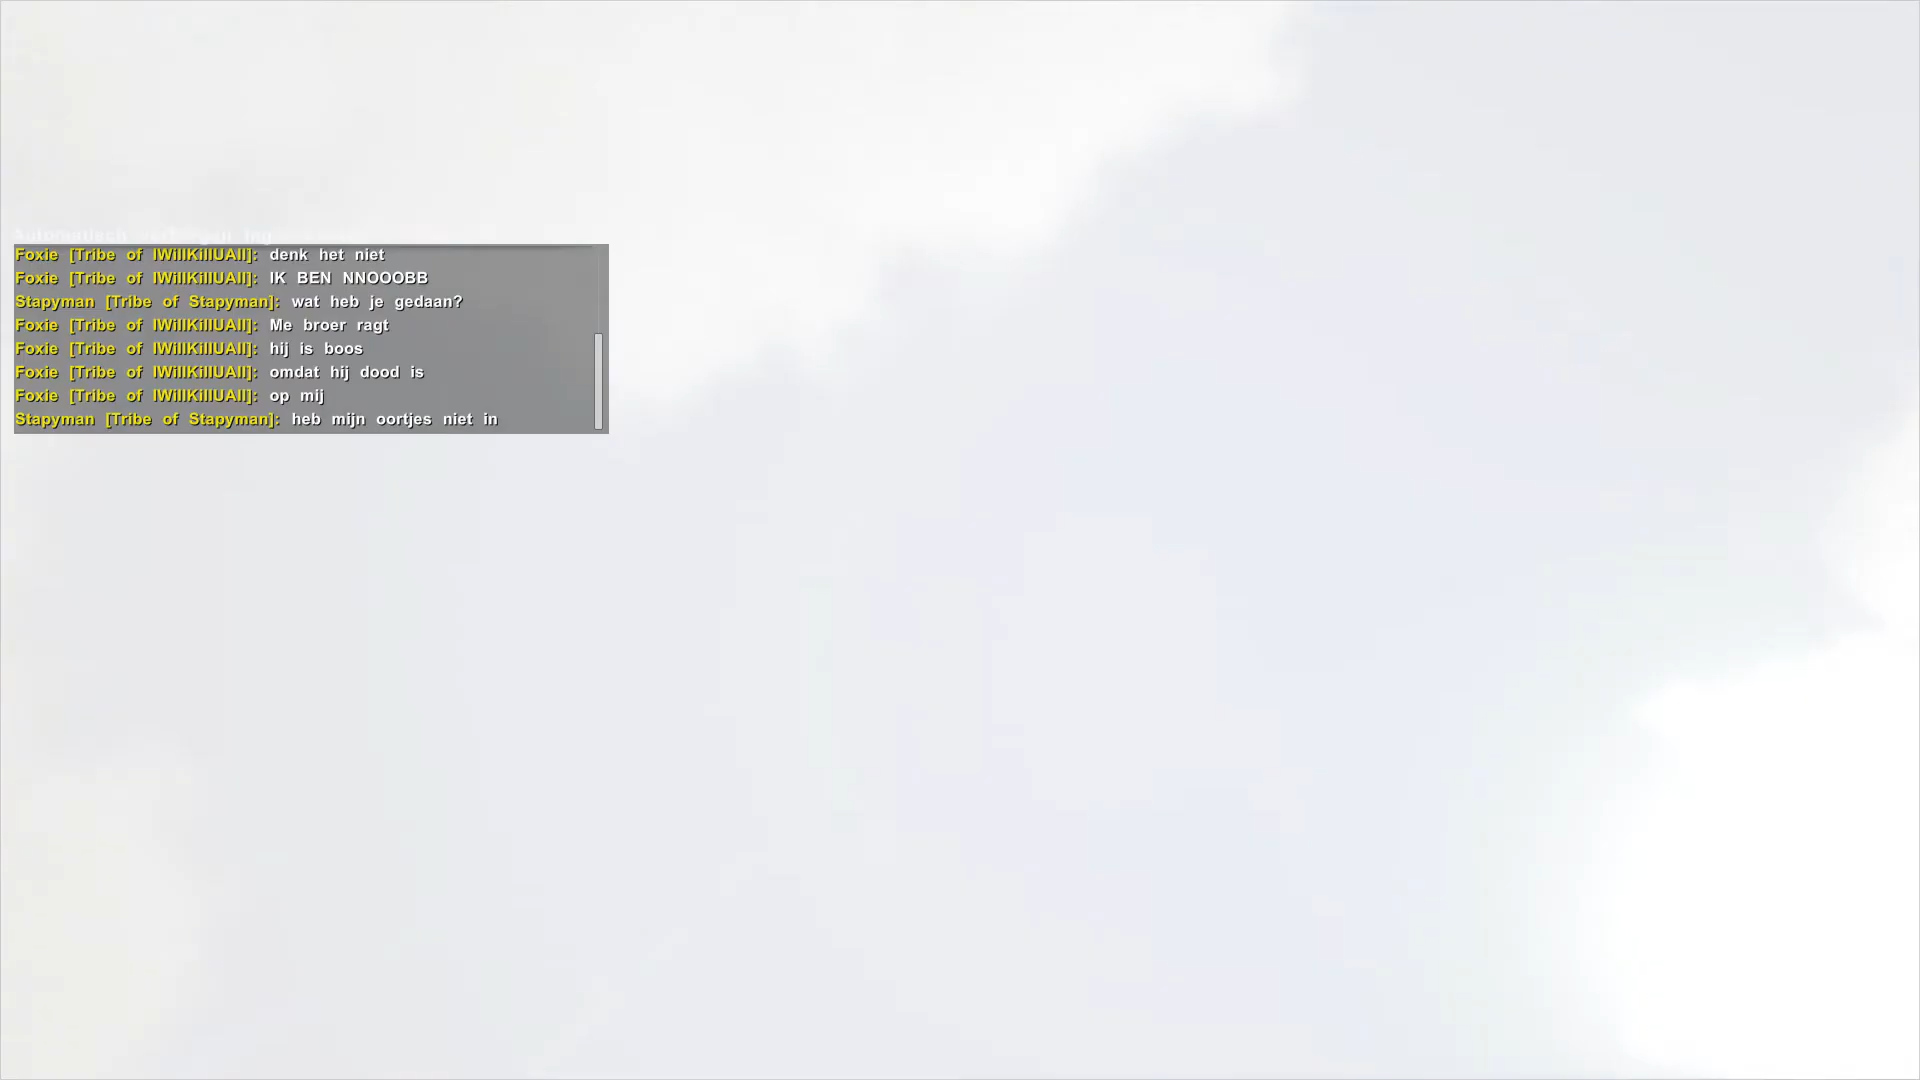 Automatisch
Foxie [Tribe of IWillKillUAll]: denk het niet
Foxie [Tribe of IWillKillUAll]: IK BEN NNOOOBB
Stapyman [Tribe of Stapyman]: wat heb je gedaan?
Foxie [Tribe of IWillKillUAll]: Me broer ragt
Foxie [Tribe of IWillKillUAll]: hij is boos
Foxie [Tribe of IWillKillUAll]: omdat hij dood is
Foxie [Tribe of IWillKillUAll]: op mij
Stapyman [Tribe of Stapyman]: heb mijn oortjes niet in